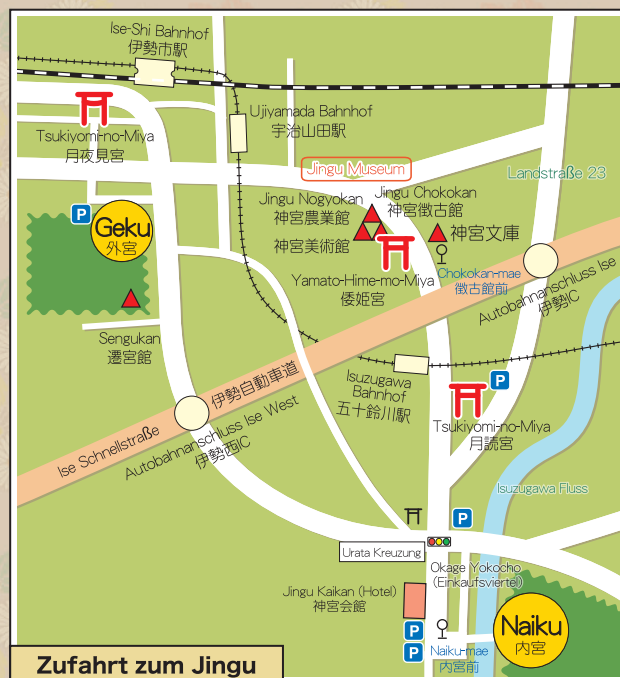 Ise-Shi Bahnhof
伊勢市駅
Tsukiyomi-no-Miya
月夜見宮
Ujiyamada Bahnhof
宇治山田駅
Jingu Museum
Landstraße 23
P
Geku
外宮
Jingu Nogyokan
神宮農業館
Jingu Chokokan
神宮徴古館
神宮美術館
神宮文庫
Yamato-Hime-mo-Miya
倭姫宮
Chokokan-mae
徴古館前
Autobahnanschluss Ise
伊勢IC
Sengukan
遷宮館
Ise Schnellstraße
伊勢自動車道
Autobahnanschluss Ise West
伊勢西IC
Isuzugawa
Bahnhof
五十鈴川駅
P
Tsukiyomi-no-Miya
月読宮
Isuzugawa Fluss
P
Urata Kreuzung
Okage Yokocho
(Einkaufsviertel)
Jingu Kaikan (Hotel)
神宮会館
P
P
Naiku-mae
内宮前
Naiku
内宮
Zufahrt zum Jingu